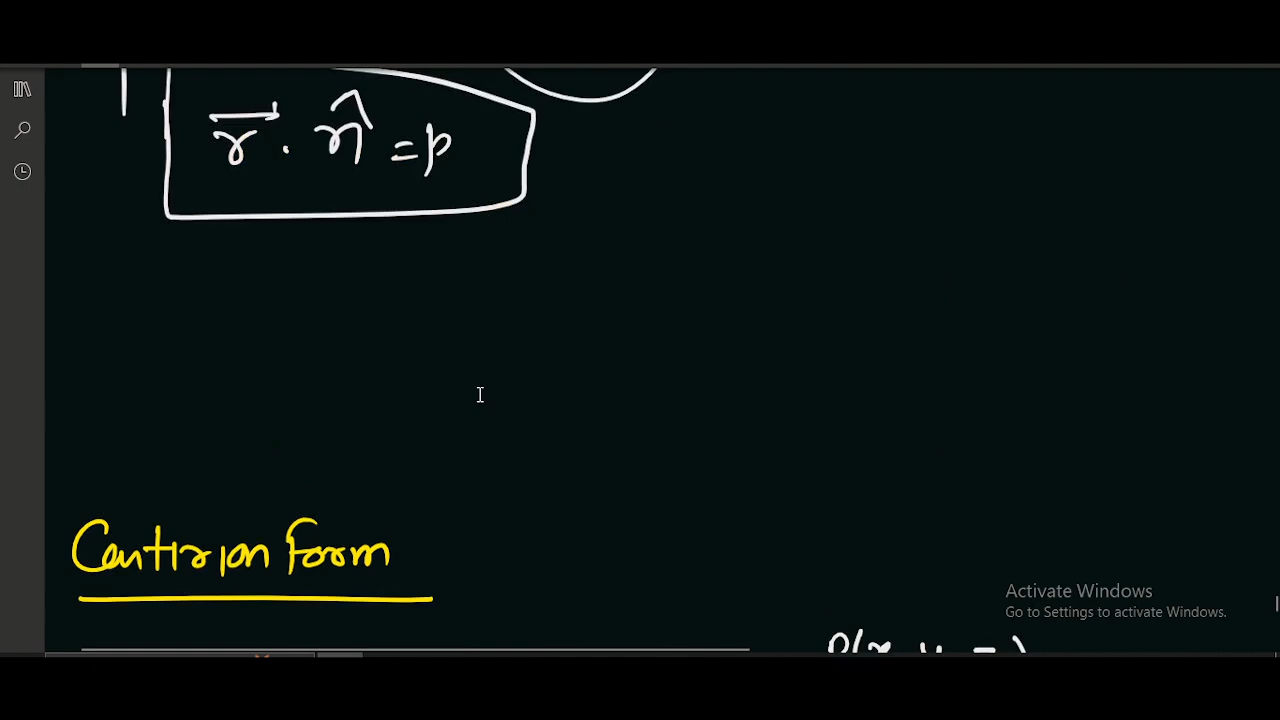 r⃗ . n̂ = p
Cartesian Form
Activate Windows
Go to Settings to activate Windows.
P(x, y, z)